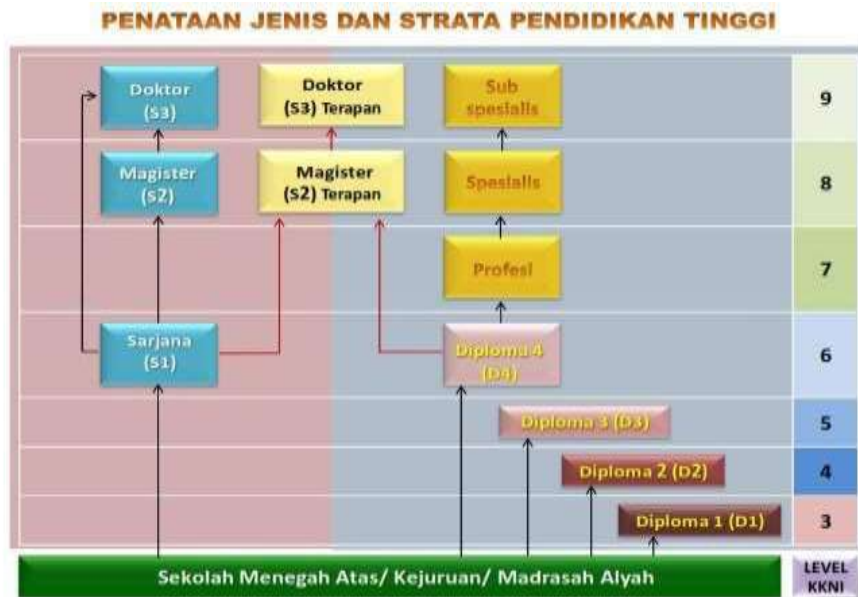 PENATAAN JENIS DAN STRATA PENDIDIKAN TINGGI
Doktor
(S3)
Doktor
(S3) Terapan
Sub
spesialis
9
Magister
(S2)
Magister
(S2) Terapan
Spesialis
8
Profesi
7
Sarjana
(S1)
Diploma 4
(D4)
6
Diploma 3 (D3)
5
Diploma 2 (D2)
4
Diploma 1 (D1)
3
Sekolah Menegah Atas/ Kejuruan/ Madrasah Alyah
LEVEL
KKNI